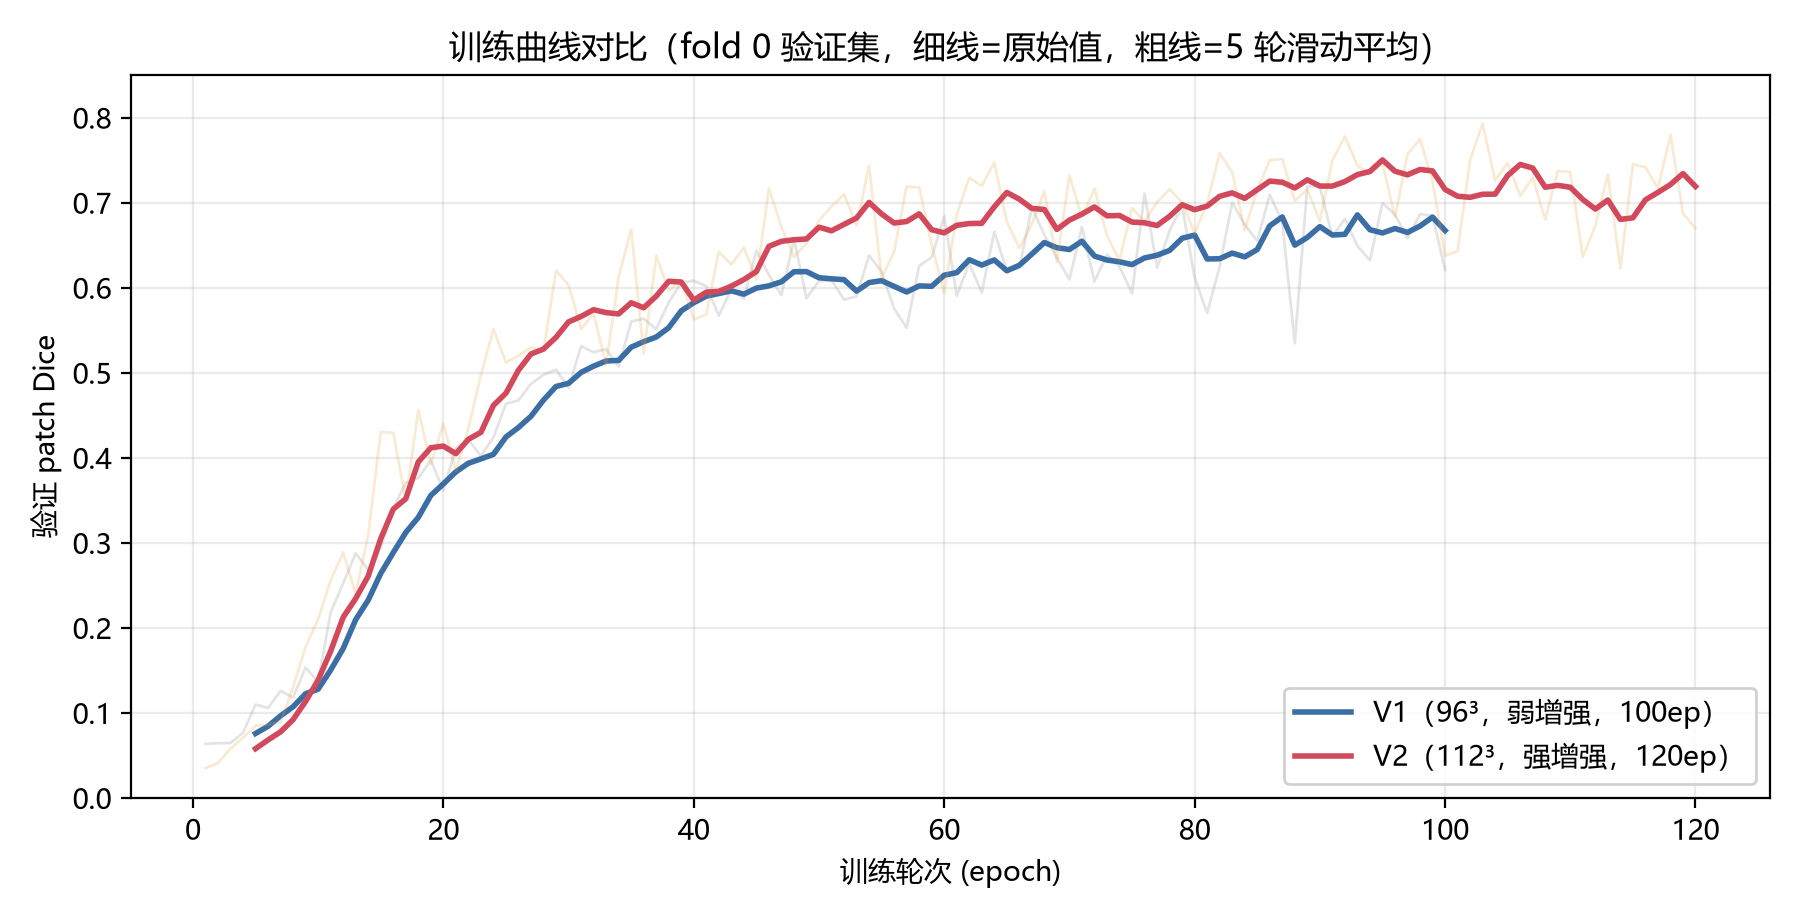 训练曲线对比（fold 0 验证集，细线=原始值，粗线=5 轮滑动平均）
验证 patch Dice
0.8
0.7
0.6
0.5
0.4
0.3
0.2
0.1
0.0
V1（96³，弱增强，100ep）
V2（112³，强增强，120ep）
0 20 40 60 80 100 120
训练轮次 (epoch)